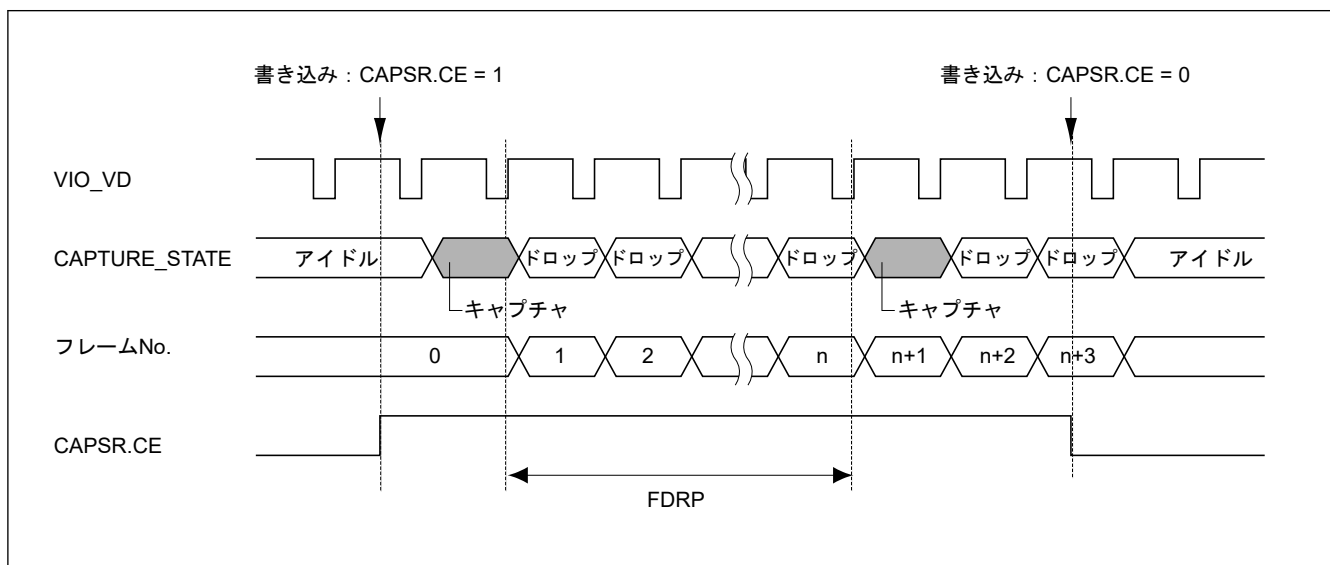 書き込み：CAPSR.CE = 1 書き込み：CAPSR.CE = 0
VIO_VD
CAPTURE_STATE アイドル ドロップ ドロップ ドロップ ドロップ ドロップ アイドル
キャプチャ キャプチャ
フレームNo. 0 1 2 n n+1 n+2 n+3
CAPSR.CE
FDRP